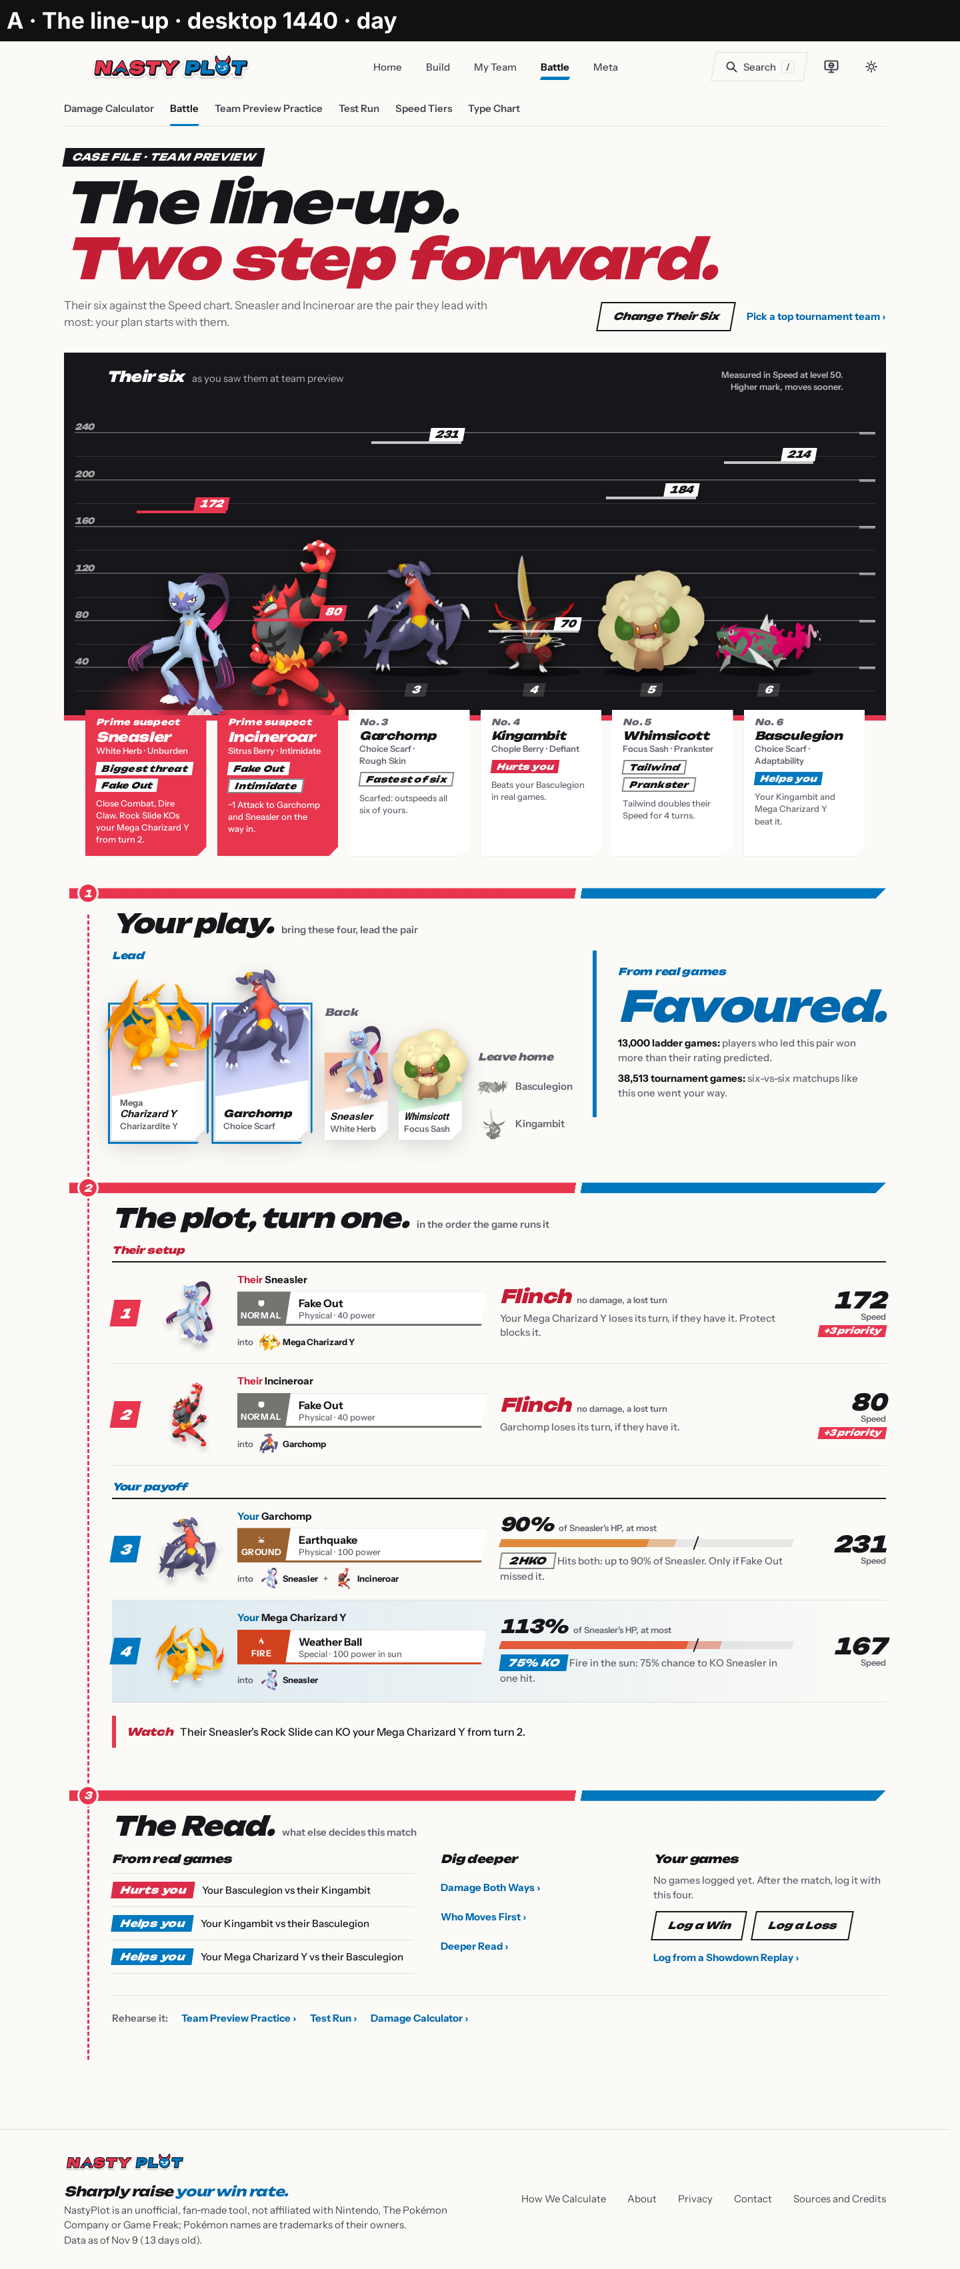 A · The line-up · desktop 1440 · day
NASTY PLOT
Home
Build
My Team
Battle
Meta
Search /
Damage Calculator
Battle
Team Preview Practice
Test Run
Speed Tiers
Type Chart
CASE FILE · TEAM PREVIEW
The line-up.
Two step forward.
Their six against the Speed chart. Sneasler and Incineroar are the pair they lead with
most: your plan starts with them.
Change Their Six
Pick a top tournament team ›
Their six as you saw them at team preview
Measured in Speed at level 50.
Higher mark, moves sooner.
240
200
160
120
80
40
172
80
231
70
184
214
3
4
5
6
Prime suspect
Sneasler
White Herb · Unburden
Biggest threat
Fake Out
Close Combat, Dire
Claw. Rock Slide KOs
your Mega Charizard Y
from turn 2.
Prime suspect
Incineroar
Sitrus Berry · Intimidate
Fake Out
Intimidate
−1 Attack to Garchomp
and Sneasler on the
way in.
No. 3
Garchomp
Choice Scarf ·
Rough Skin
Fastest of six
Scarfed: outspeeds all
six of yours.
No. 4
Kingambit
Chople Berry · Defiant
Hurts you
Beats your Basculegion
in real games.
No. 5
Whimsicott
Focus Sash · Prankster
Tailwind
Prankster
Tailwind doubles their
Speed for 4 turns.
No. 6
Basculegion
Choice Scarf ·
Adaptability
Helps you
Your Kingambit and
Mega Charizard Y
beat it.
1
Your play. bring these four, lead the pair
Lead
Mega
Charizard Y
Charizardite Y
Garchomp
Choice Scarf
Back
Sneasler
White Herb
Whimsicott
Focus Sash
Leave home
Basculegion
Kingambit
From real games
Favoured.
13,000 ladder games: players who led this pair won
more than their rating predicted.
38,513 tournament games: six-vs-six matchups like
this one went your way.
2
The plot, turn one. in the order the game runs it
Their setup
1
Their Sneasler
NORMAL
Fake Out
Physical · 40 power
into Mega Charizard Y
Flinch no damage, a lost turn
Your Mega Charizard Y loses its turn, if they have it. Protect
blocks it.
172
Speed
+3 priority
2
Their Incineroar
NORMAL
Fake Out
Physical · 40 power
into Garchomp
Flinch no damage, a lost turn
Garchomp loses its turn, if they have it.
80
Speed
+3 priority
Your payoff
3
Your Garchomp
GROUND
Earthquake
Physical · 100 power
into Sneasler + Incineroar
90% of Sneasler's HP, at most
2HKO Hits both: up to 90% of Sneasler. Only if Fake Out
missed it.
231
Speed
4
Your Mega Charizard Y
FIRE
Weather Ball
Special · 100 power in sun
into Sneasler
113% of Sneasler's HP, at most
75% KO Fire in the sun: 75% chance to KO Sneasler in
one hit.
167
Speed
Watch Their Sneasler's Rock Slide can KO your Mega Charizard Y from turn 2.
3
The Read. what else decides this match
From real games
Hurts you Your Basculegion vs their Kingambit
Helps you Your Kingambit vs their Basculegion
Helps you Your Mega Charizard Y vs their Basculegion
Dig deeper
Damage Both Ways ›
Who Moves First ›
Deeper Read ›
Your games
No games logged yet. After the match, log it with
this four.
Log a Win
Log a Loss
Log from a Showdown Replay ›
Rehearse it: Team Preview Practice › Test Run › Damage Calculator ›
NASTY PLOT
Sharply raise your win rate.
NastyPlot is an unofficial, fan-made tool, not affiliated with Nintendo, The Pokémon
Company or Game Freak; Pokémon names are trademarks of their owners.
Data as of Nov 9 (13 days old).
How We Calculate
About
Privacy
Contact
Sources and Credits